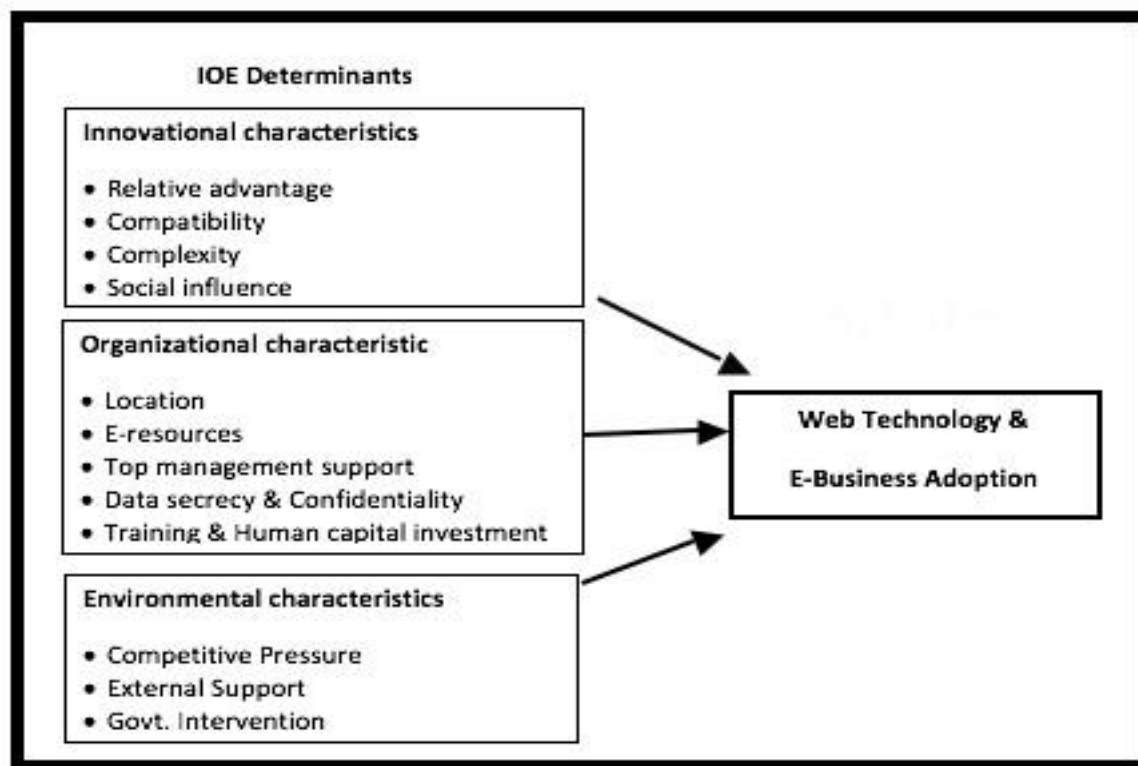 IOE Determinants
Innovational characteristics
• Relative advantage
• Compatibility
• Complexity
• Social influence
Organizational characteristic
• Location
• E-resources
• Top management support
• Data secrecy & Confidentiality
• Training & Human capital investment
Environmental characteristics
• Competitive Pressure
• External Support
• Govt. Intervention
Web Technology &
E-Business Adoption